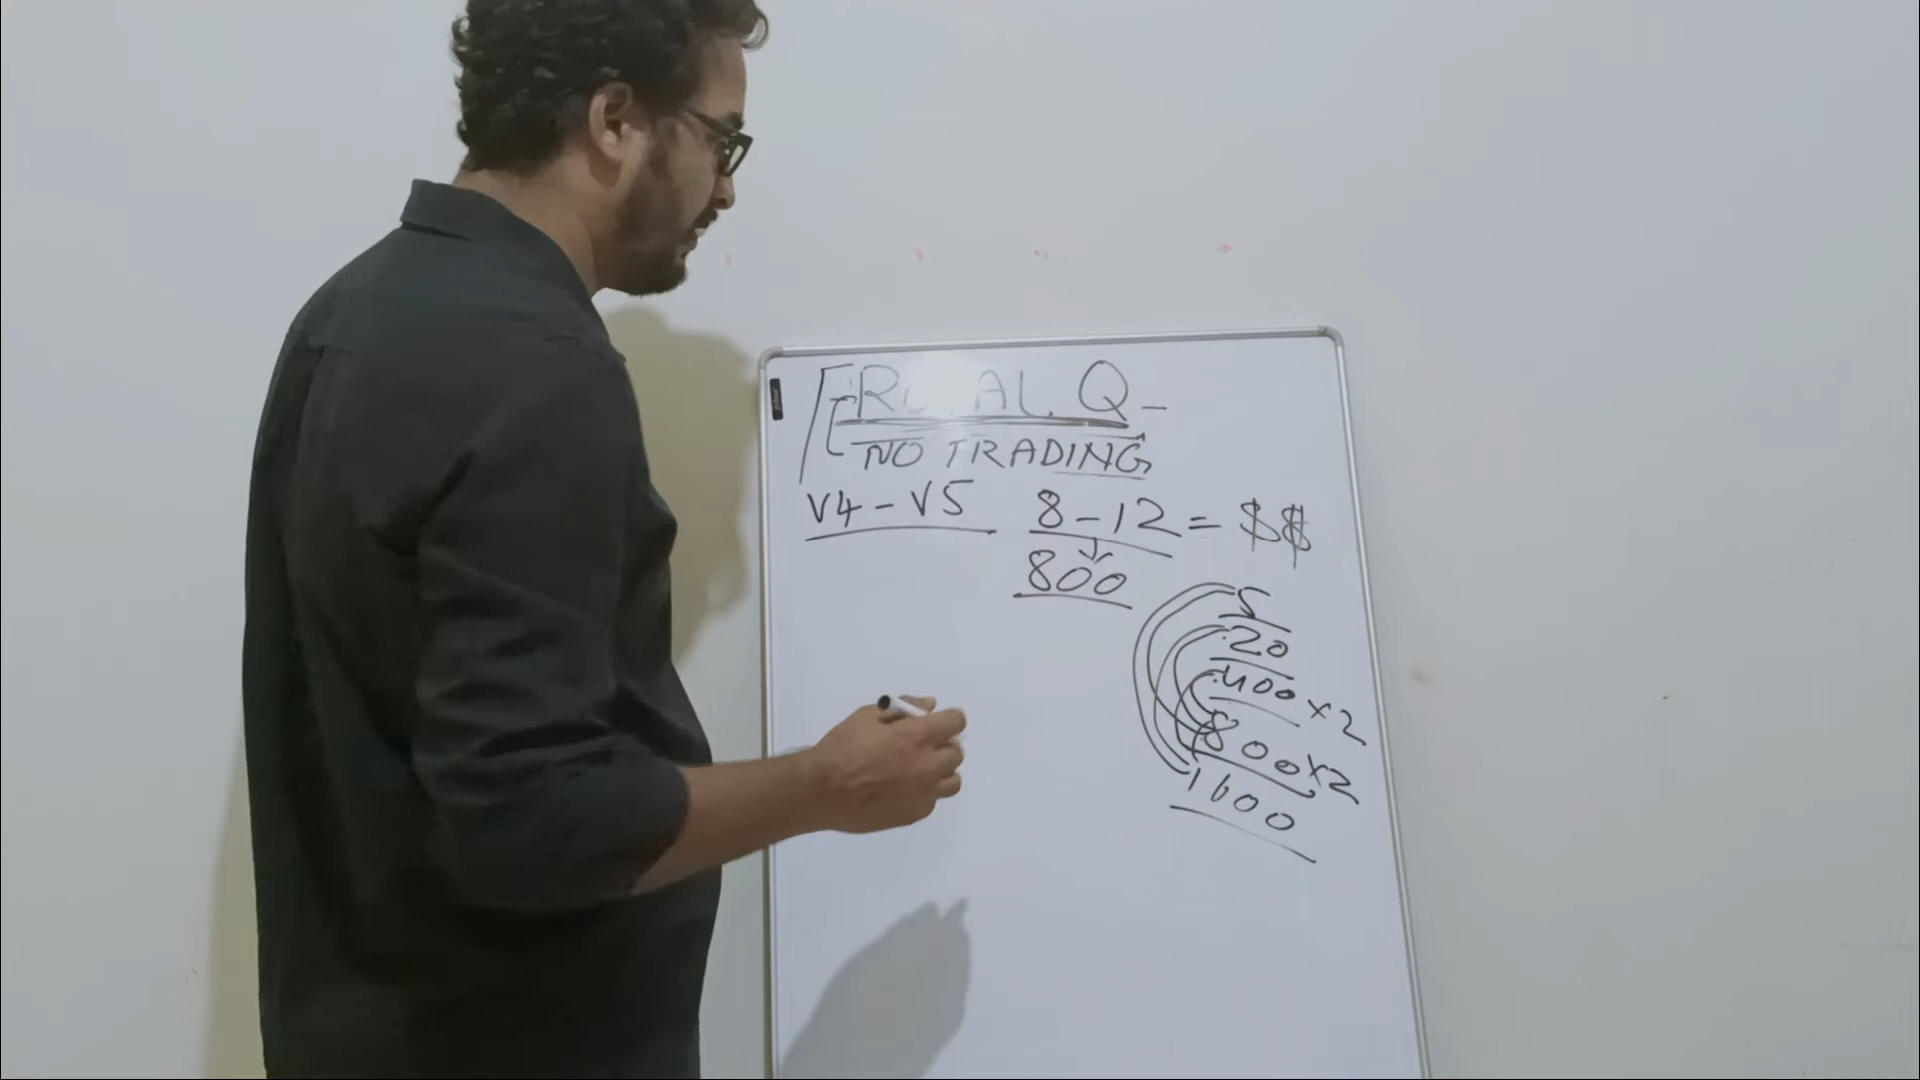 Q -
NO TRADING
V4 - V5 8 - 12 = $$
800
5
20
400 x2
800 x2
1600